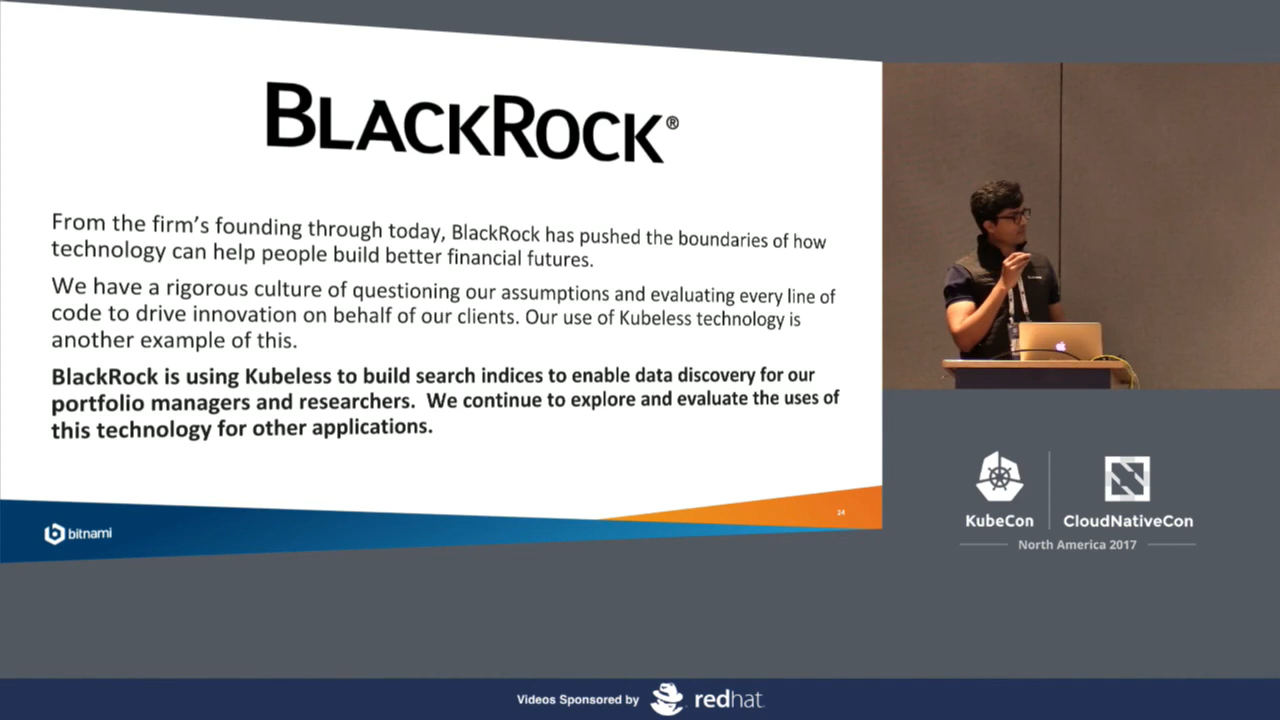 BLACKROCK®
From the firm's founding through today, BlackRock has pushed the boundaries of how
technology can help people build better financial futures.
We have a rigorous culture of questioning our assumptions and evaluating every line of
code to drive innovation on behalf of our clients. Our use of Kubeless technology is
another example of this.
BlackRock is using Kubeless to build search indices to enable data discovery for our
portfolio managers and researchers. We continue to explore and evaluate the uses of
this technology for other applications.
bitnami
24
KubeCon
CloudNativeCon
North America 2017
Videos Sponsored by
redhat